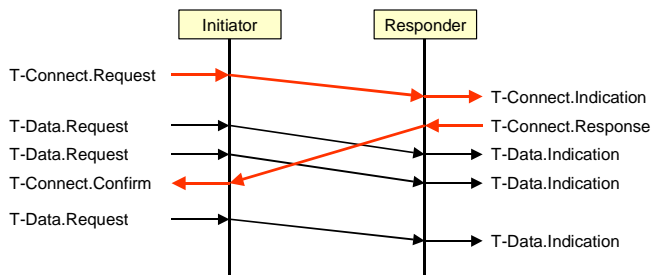 Initiator
Responder
T-Connect.Request
T-Connect.Indication
T-Data.Request
T-Connect.Response
T-Data.Request
T-Data.Indication
T-Connect.Confirm
T-Data.Indication
T-Data.Request
T-Data.Indication